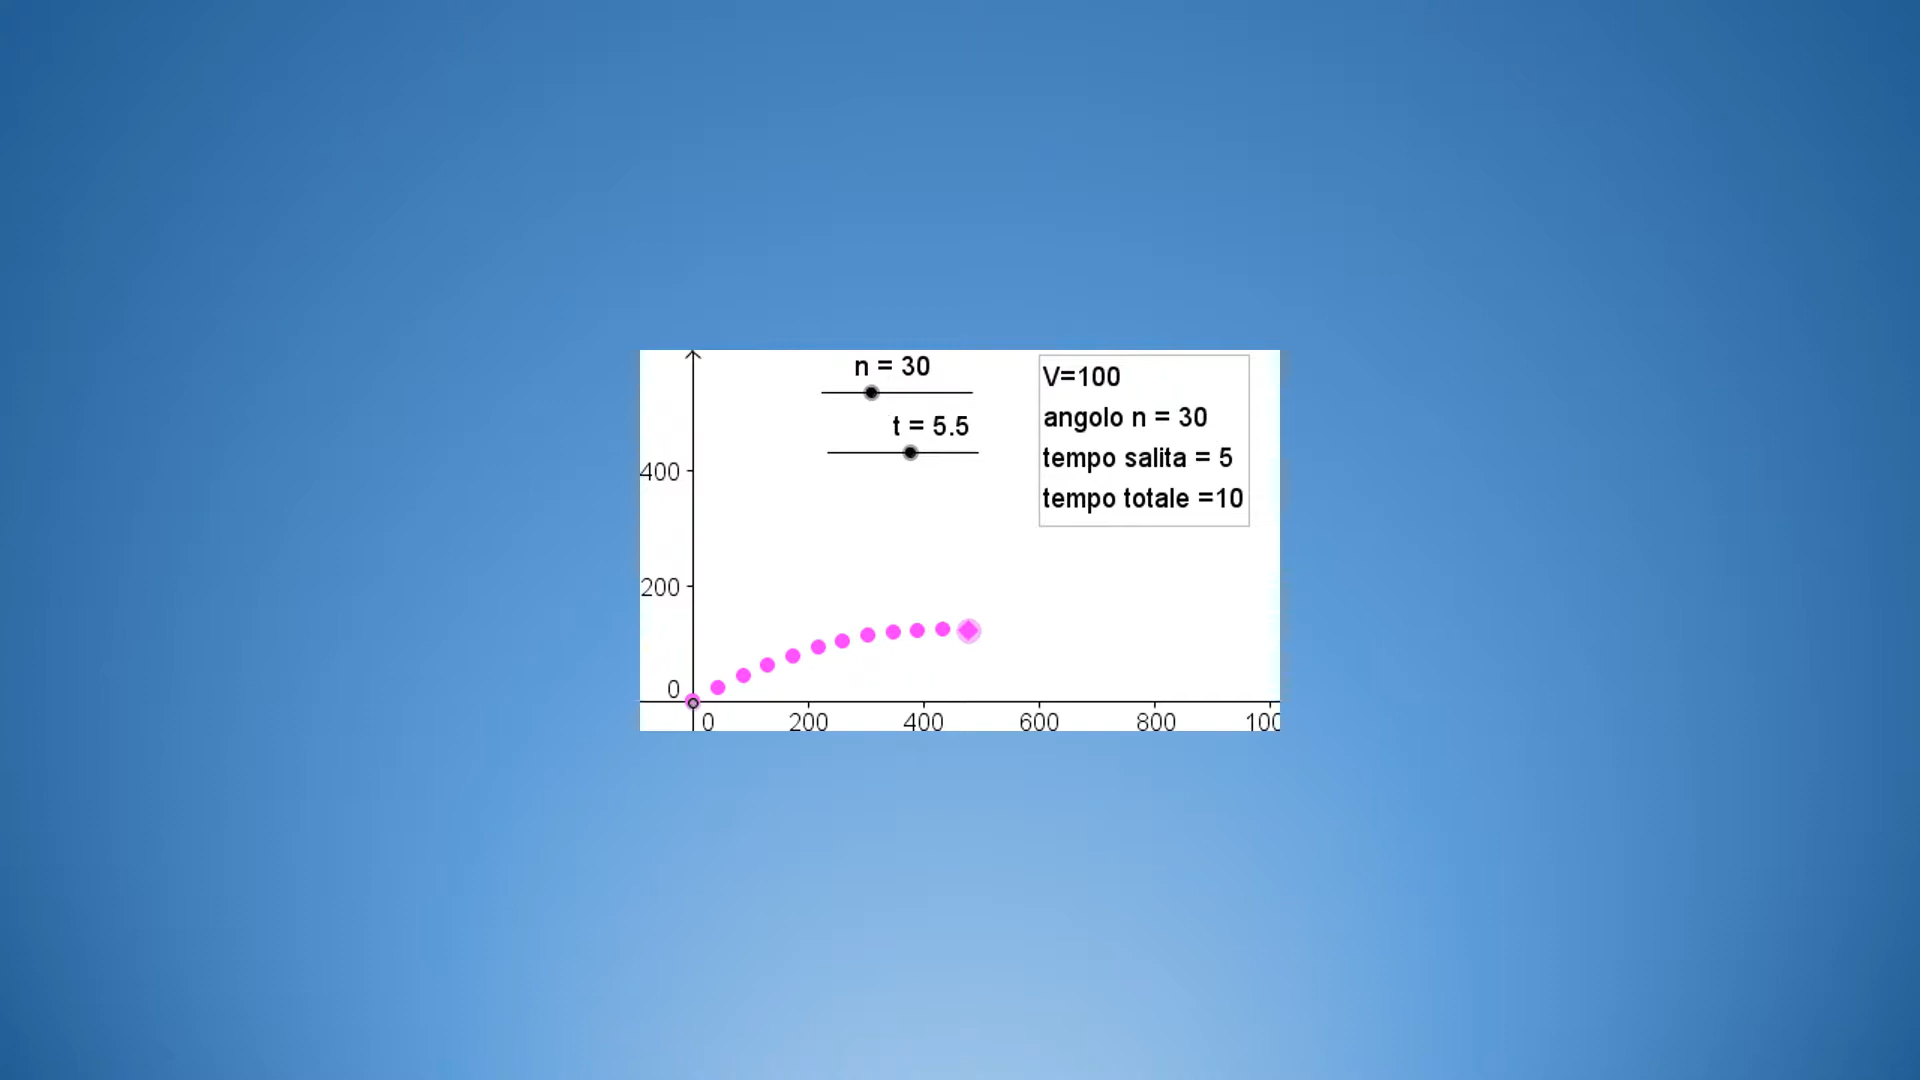 n = 30
t = 5.5
V=100
angolo n = 30
tempo salita = 5
tempo totale =10
400
200
0
0 200 400 600 800 100